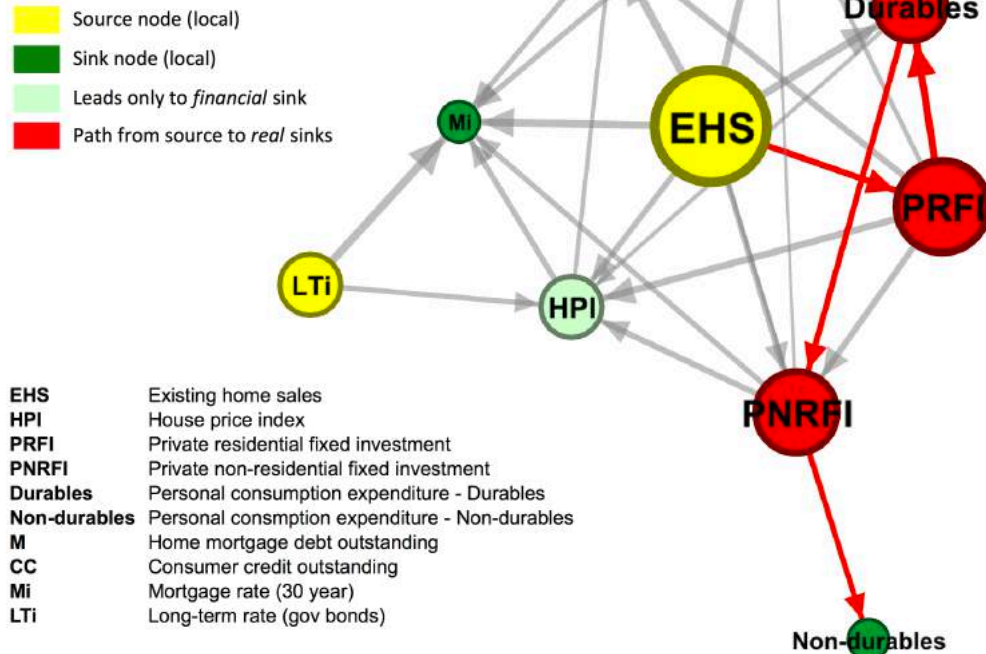 Source node (local)
Sink node (local)
Leads only to financial sink
Path from source to real sinks
Durables
Mi
EHS
PRFI
LTi
HPI
PNRFI
EHS Existing home sales
HPI House price index
PRFI Private residential fixed investment
PNRFI Private non-residential fixed investment
Durables Personal consumption expenditure - Durables
Non-durables Personal consmption expenditure - Non-durables
M Home mortgage debt outstanding
CC Consumer credit outstanding
Mi Mortgage rate (30 year)
LTi Long-term rate (gov bonds)
Non-durables